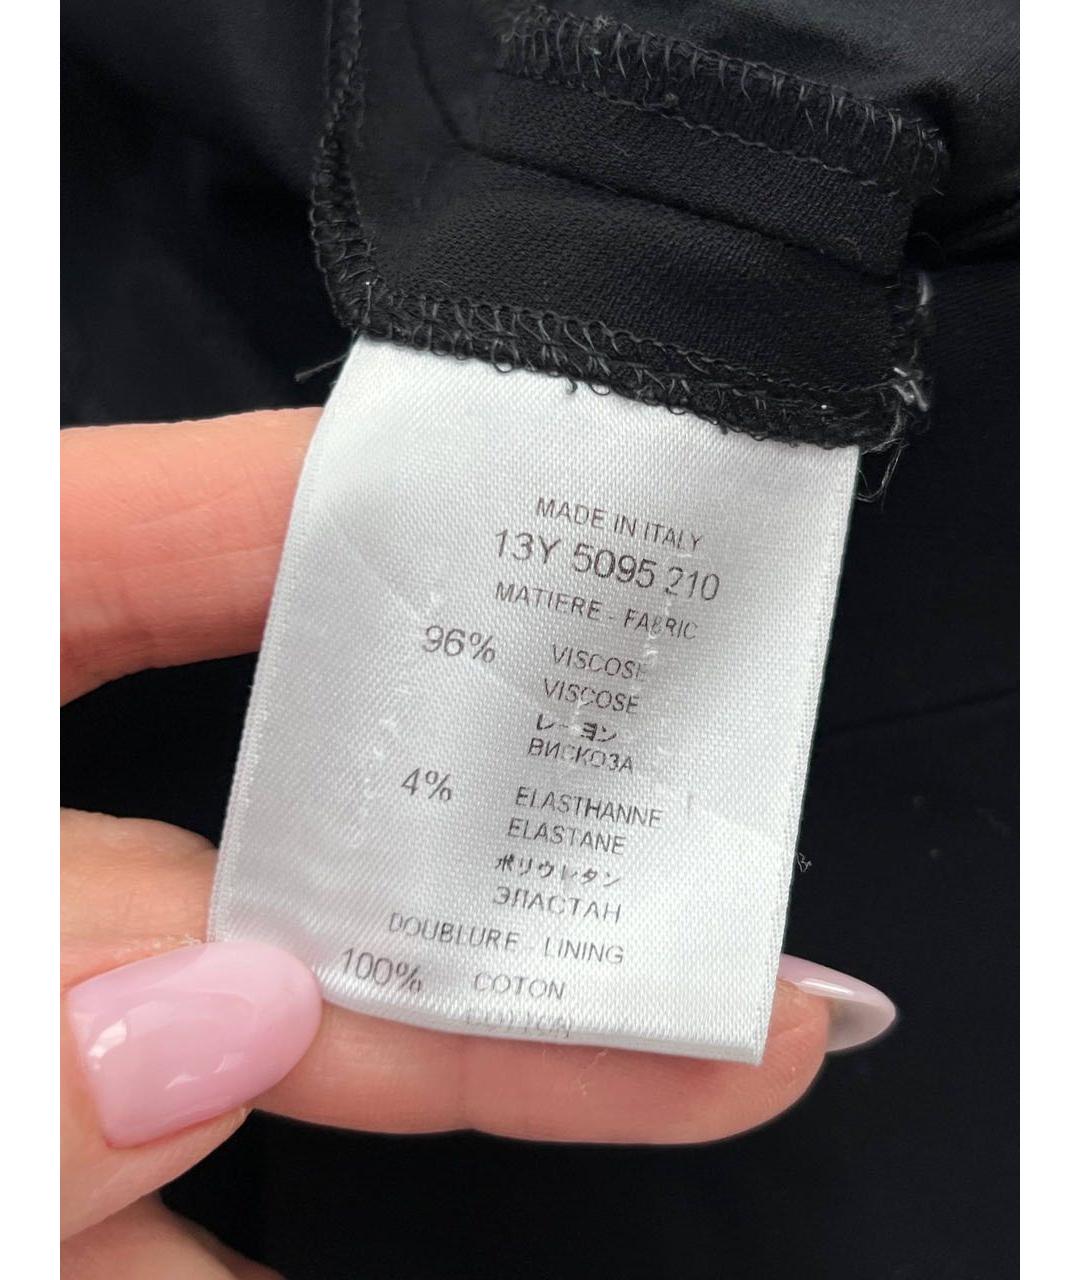 MADE IN ITALY
13Y 5095 210
MATIERE - FABRIC
96% VISCOSE
VISCOSE
レーヨン
ВИСКОЗА
4% ELASTHANNE
ELASTANE
ポリウレタン
ЭЛАСТАН
DOUBLURE - LINING
100% COTON
COTTON